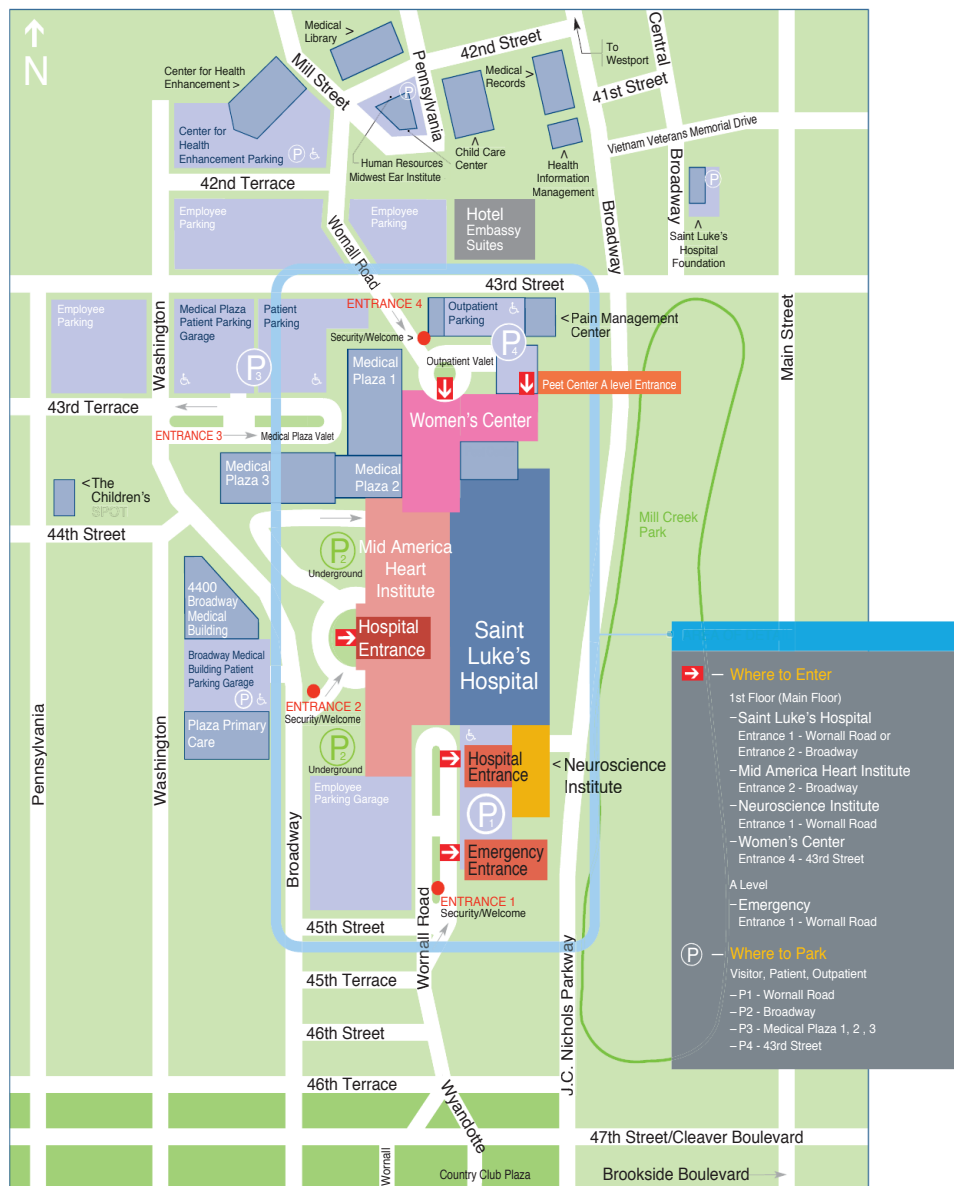 N
Medical
Library >
Mill Street
Pennsylvania
42nd Street
To
Westport
Central
Center for Health
Enhancement >
Medical
Records >
41st Street
Center for
Health
Enhancement Parking
P
P
Vietnam Veterans Memorial Drive
Human Resources
Midwest Ear Institute
Child Care
Center
Health
Information
Management
Broadway
P
42nd Terrace
Employee
Parking
Employee
Parking
Wornall Road
Hotel
Embassy
Suites
Broadway
Saint Luke's
Hospital
Foundation
43rd Street
Employee
Parking
Washington
Medical Plaza
Patient Parking
Garage
Patient
Parking
P3
ENTRANCE 4
Security/Welcome >
Outpatient
Parking
P4
< Pain Management
Center
Main Street
Medical
Plaza 1
Outpatient Valet
Peet Center A level Entrance
43rd Terrace
Women's Center
ENTRANCE 3
Medical Plaza Valet
Medical
Plaza 3
Medical
Plaza 2
< The
Children's
SPOT
44th Street
Mill Creek
Park
P2
Underground
Mid America
Heart
Institute
4400
Broadway
Medical
Building
Hospital
Entrance
Saint
Luke's
Hospital
Broadway Medical
Building Patient
Parking Garage
P
ENTRANCE 2
Security/Welcome
Plaza Primary
Care
P2
Underground
Hospital
Entrance
< Neuroscience
Institute
Pennsylvania
Washington
Employee
Parking Garage
P1
Broadway
Emergency
Entrance
ENTRANCE 1
Security/Welcome
45th Street
Wornall Road
45th Terrace
J.C. Nichols Parkway
46th Street
46th Terrace
Wyandotte
47th Street/Cleaver Boulevard
Wornall
Country Club Plaza
Brookside Boulevard
– Where to Enter
1st Floor (Main Floor)
– Saint Luke's Hospital
Entrance 1 - Wornall Road or
Entrance 2 - Broadway
– Mid America Heart Institute
Entrance 2 - Broadway
– Neuroscience Institute
Entrance 1 - Wornall Road
– Women's Center
Entrance 4 - 43rd Street
A Level
– Emergency
Entrance 1 - Wornall Road
P – Where to Park
Visitor, Patient, Outpatient
– P1 - Wornall Road
– P2 - Broadway
– P3 - Medical Plaza 1, 2 , 3
– P4 - 43rd Street